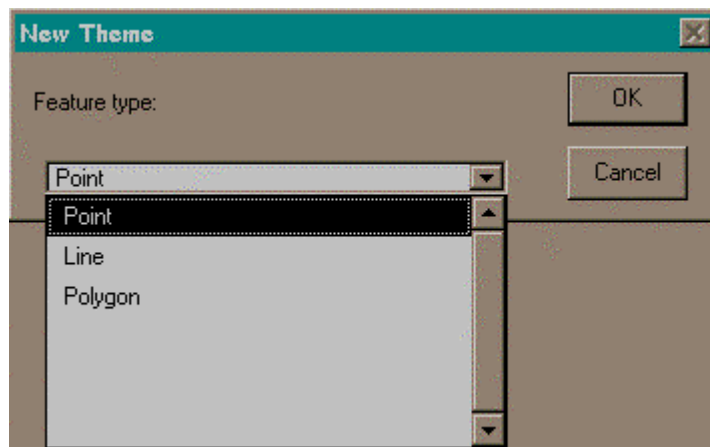 New Theme
Feature type:
OK
Point
Cancel
Point
Line
Polygon